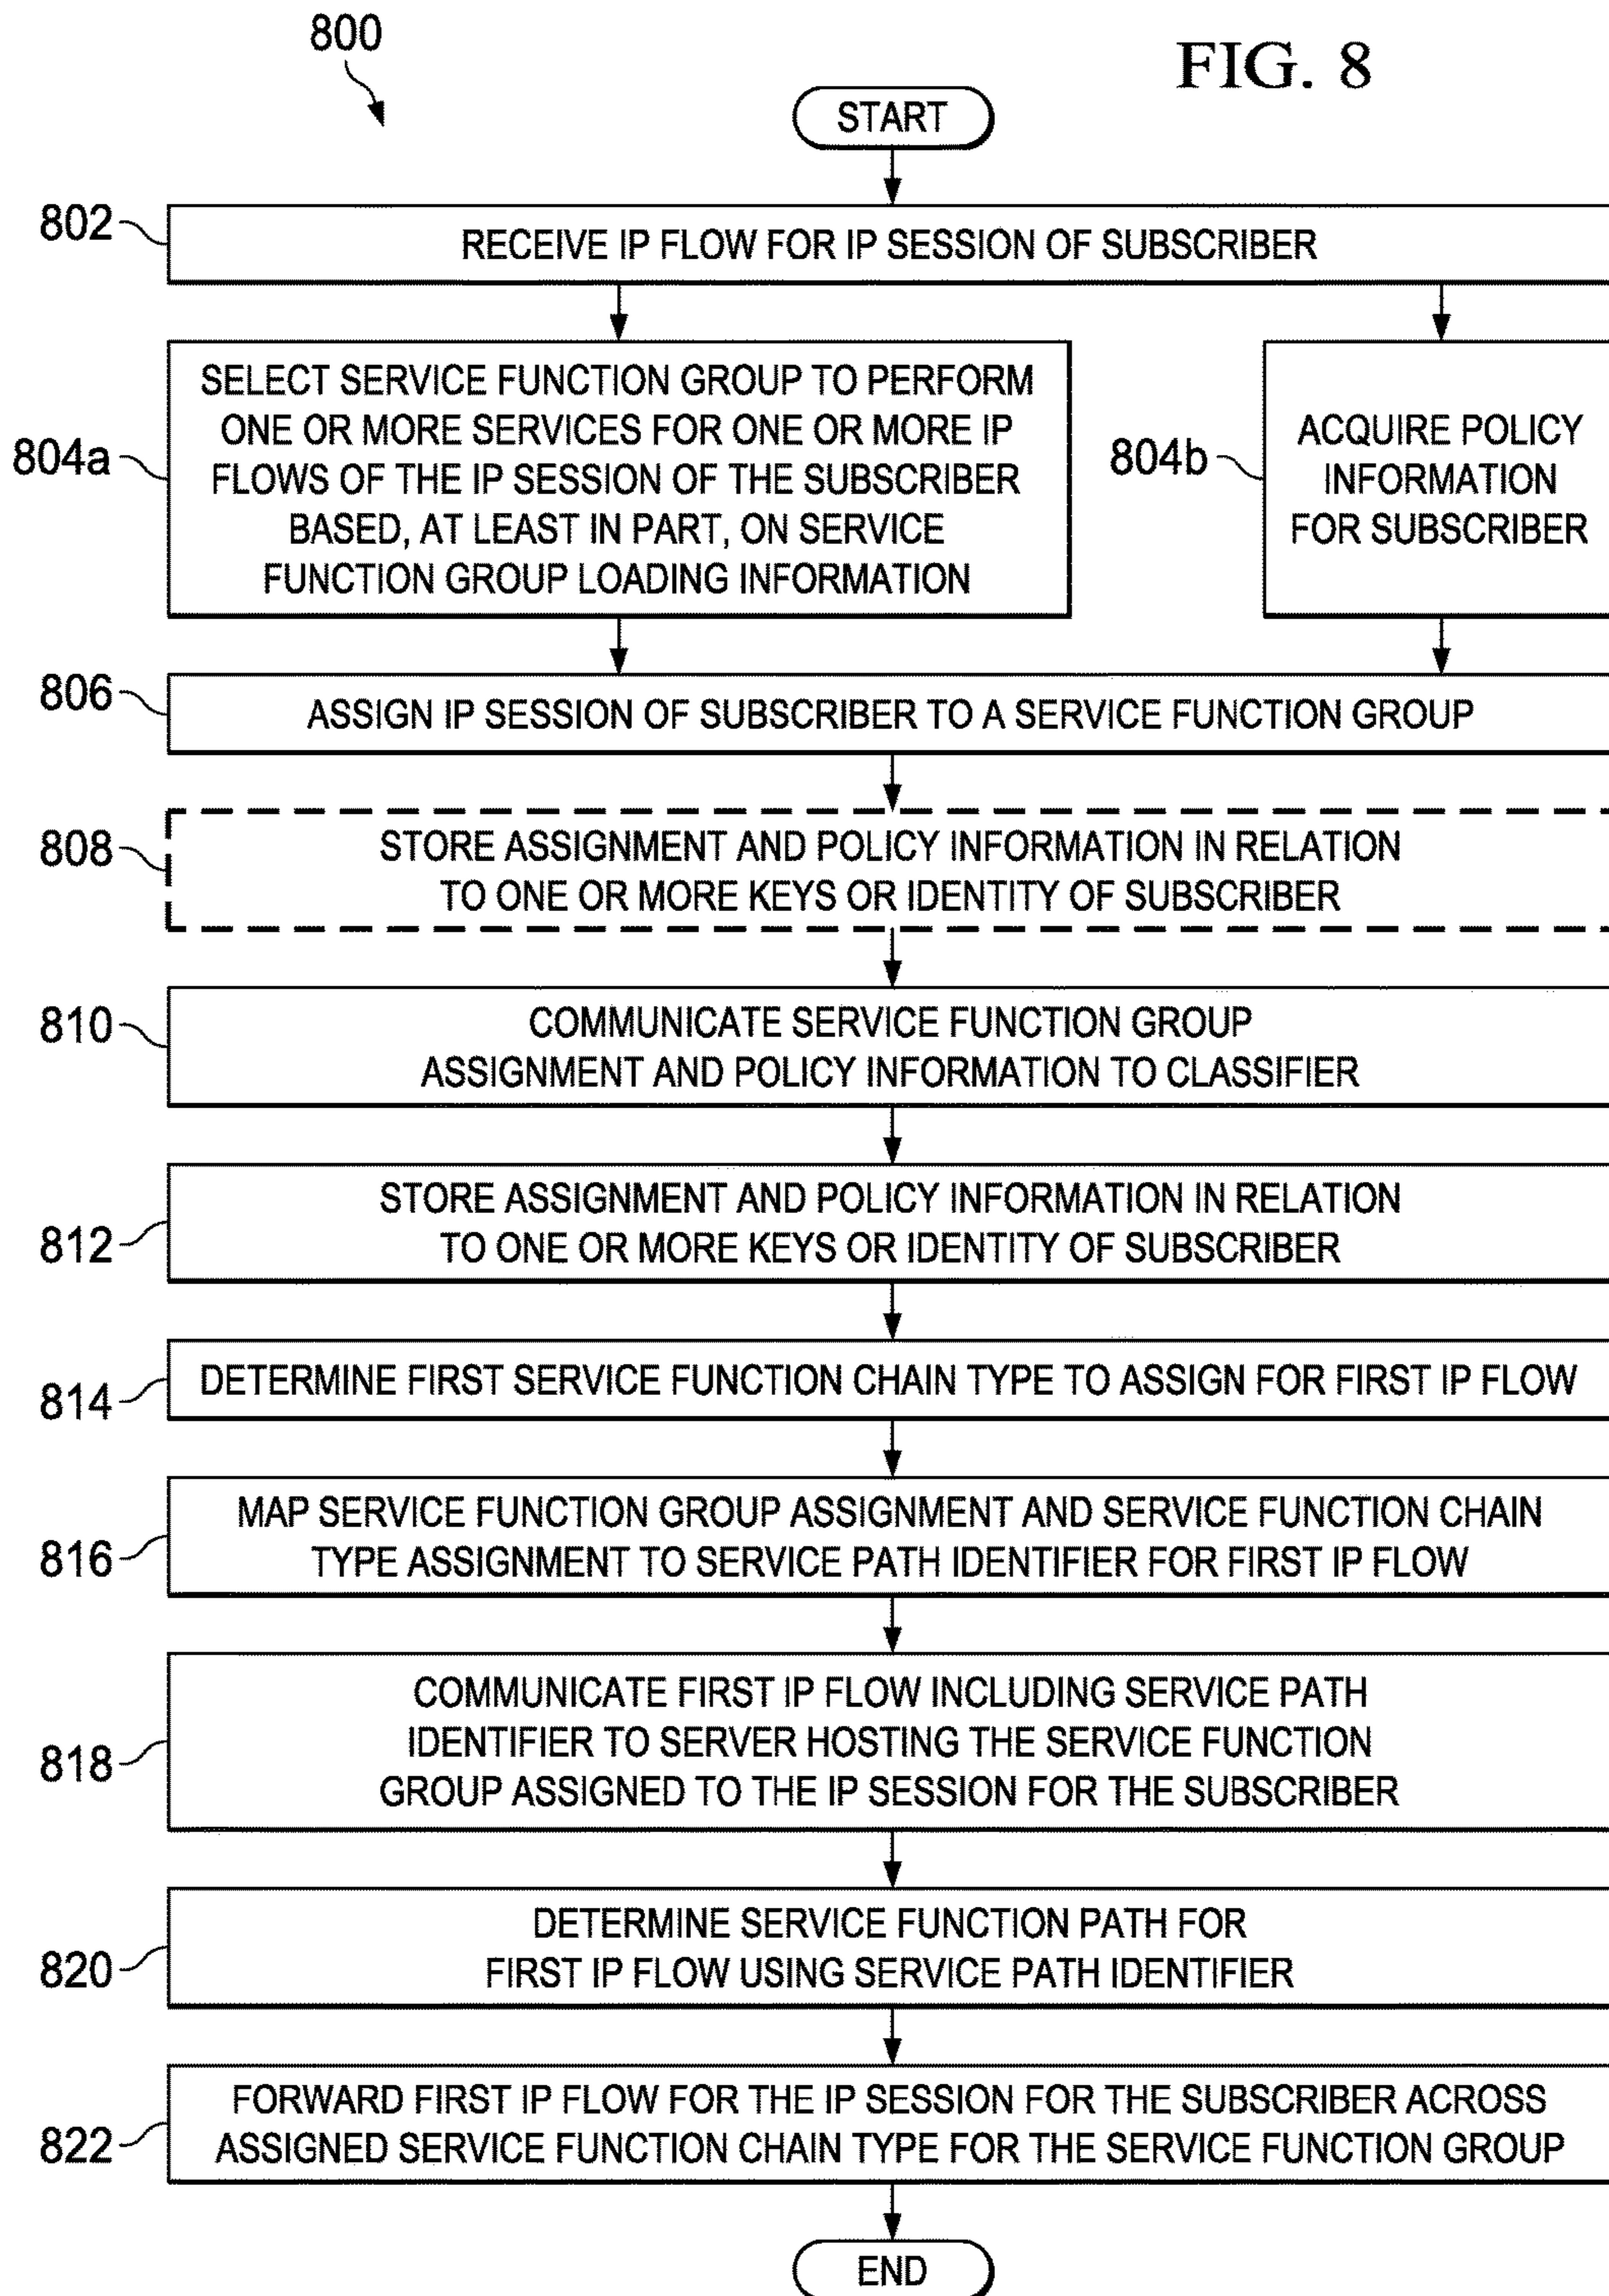 800
FIG. 8
START
802
RECEIVE IP FLOW FOR IP SESSION OF SUBSCRIBER
804a
SELECT SERVICE FUNCTION GROUP TO PERFORM
ONE OR MORE SERVICES FOR ONE OR MORE IP
FLOWS OF THE IP SESSION OF THE SUBSCRIBER
BASED, AT LEAST IN PART, ON SERVICE
FUNCTION GROUP LOADING INFORMATION
804b
ACQUIRE POLICY
INFORMATION
FOR SUBSCRIBER
806
ASSIGN IP SESSION OF SUBSCRIBER TO A SERVICE FUNCTION GROUP
808
STORE ASSIGNMENT AND POLICY INFORMATION IN RELATION
TO ONE OR MORE KEYS OR IDENTITY OF SUBSCRIBER
810
COMMUNICATE SERVICE FUNCTION GROUP
ASSIGNMENT AND POLICY INFORMATION TO CLASSIFIER
812
STORE ASSIGNMENT AND POLICY INFORMATION IN RELATION
TO ONE OR MORE KEYS OR IDENTITY OF SUBSCRIBER
814
DETERMINE FIRST SERVICE FUNCTION CHAIN TYPE TO ASSIGN FOR FIRST IP FLOW
816
MAP SERVICE FUNCTION GROUP ASSIGNMENT AND SERVICE FUNCTION CHAIN
TYPE ASSIGNMENT TO SERVICE PATH IDENTIFIER FOR FIRST IP FLOW
818
COMMUNICATE FIRST IP FLOW INCLUDING SERVICE PATH
IDENTIFIER TO SERVER HOSTING THE SERVICE FUNCTION
GROUP ASSIGNED TO THE IP SESSION FOR THE SUBSCRIBER
820
DETERMINE SERVICE FUNCTION PATH FOR
FIRST IP FLOW USING SERVICE PATH IDENTIFIER
822
FORWARD FIRST IP FLOW FOR THE IP SESSION FOR THE SUBSCRIBER ACROSS
ASSIGNED SERVICE FUNCTION CHAIN TYPE FOR THE SERVICE FUNCTION GROUP
END